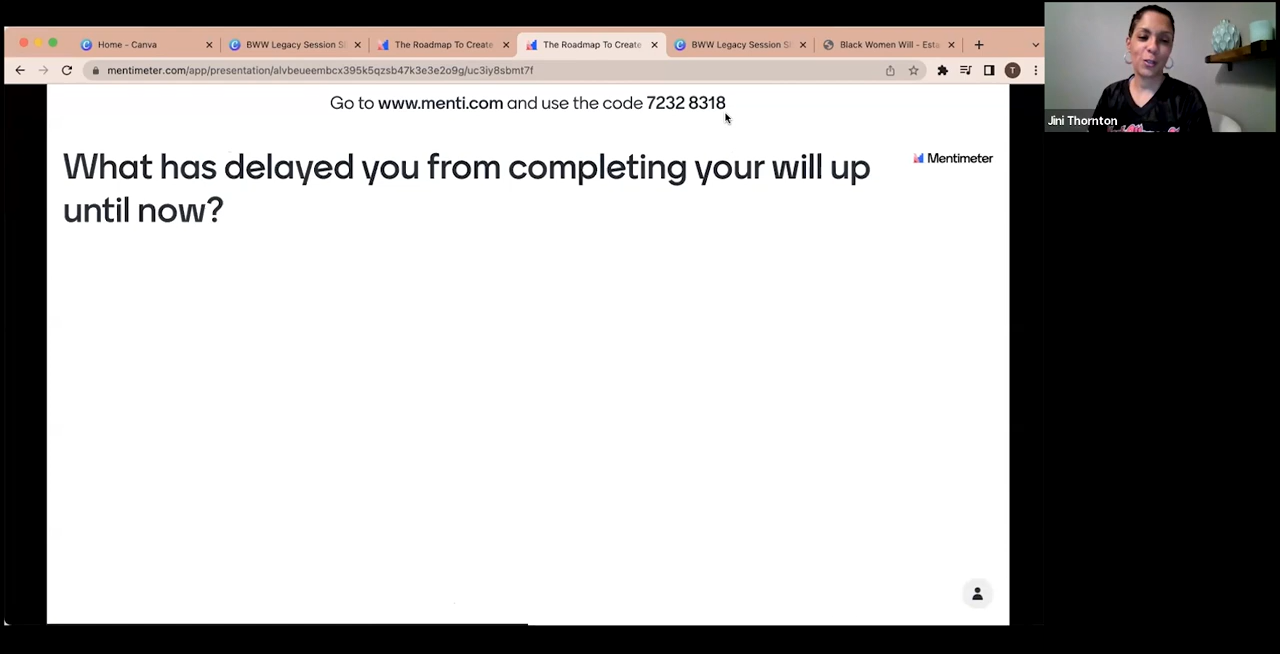 Home - Canva
BWW Legacy Session S
The Roadmap To Create
The Roadmap To Create
BWW Legacy Session S
Black Women Will - Esta
mentimeter.com/app/presentation/alvbeueembcx395k5qzsb47k3e3e2o9g/uc3iy8sbmt7f
T
Jini Thornton
Go to www.menti.com and use the code 7232 8318
Mentimeter
What has delayed you from completing your will up
until now?